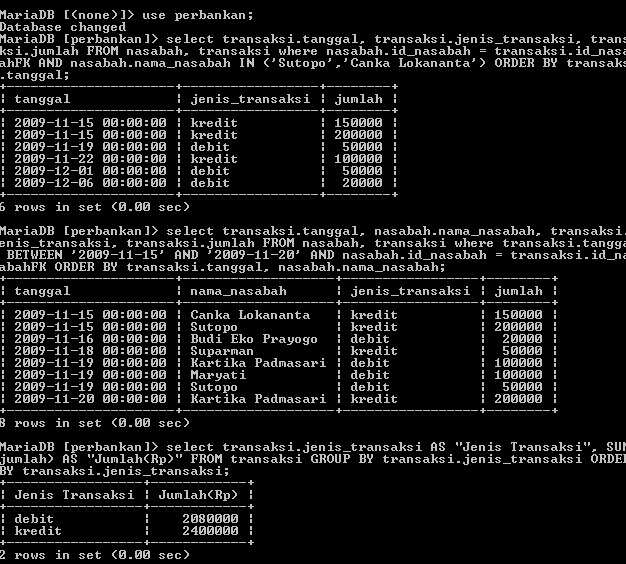 MariaDB [(none)]> use perbankan;
Database changed
MariaDB [perbankan]> select transaksi.tanggal, transaksi.jenis_transaksi, trans
ksi.jumlah FROM nasabah, transaksi where nasabah.id_nasabah = transaksi.id_nasa
ahFK AND nasabah.nama_nasabah IN ('Sutopo','Canka Lokananta') ORDER BY transaks
.tanggal;
+---------------------+-----------------+--------+
| tanggal             | jenis_transaksi | jumlah |
+---------------------+-----------------+--------+
| 2009-11-15 00:00:00 | kredit          | 150000 |
| 2009-11-15 00:00:00 | kredit          | 200000 |
| 2009-11-19 00:00:00 | debit           |  50000 |
| 2009-11-22 00:00:00 | kredit          | 100000 |
| 2009-12-01 00:00:00 | debit           |  50000 |
| 2009-12-06 00:00:00 | debit           |  20000 |
+---------------------+-----------------+--------+
6 rows in set (0.00 sec)
MariaDB [perbankan]> select transaksi.tanggal, nasabah.nama_nasabah, transaksi.
enis_transaksi, transaksi.jumlah FROM nasabah, transaksi where transaksi.tangga
 BETWEEN '2009-11-15' AND '2009-11-20' AND nasabah.id_nasabah = transaksi.id_na
abahFK ORDER BY transaksi.tanggal, nasabah.nama_nasabah;
+---------------------+-------------------+-----------------+--------+
| tanggal             | nama_nasabah      | jenis_transaksi | jumlah |
+---------------------+-------------------+-----------------+--------+
| 2009-11-15 00:00:00 | Canka Lokananta   | kredit          | 150000 |
| 2009-11-15 00:00:00 | Sutopo            | kredit          | 200000 |
| 2009-11-16 00:00:00 | Budi Eko Prayogo  | debit           |  20000 |
| 2009-11-18 00:00:00 | Suparman          | kredit          |  50000 |
| 2009-11-19 00:00:00 | Kartika Padmasari | debit           | 100000 |
| 2009-11-19 00:00:00 | Maryati           | debit           | 100000 |
| 2009-11-19 00:00:00 | Sutopo            | debit           |  50000 |
| 2009-11-20 00:00:00 | Kartika Padmasari | kredit          | 200000 |
+---------------------+-------------------+-----------------+--------+
8 rows in set (0.00 sec)
MariaDB [perbankan]> select transaksi.jenis_transaksi AS "Jenis Transaksi", SUM
jumlah) AS "Jumlah(Rp)" FROM transaksi GROUP BY transaksi.jenis_transaksi ORDE
BY transaksi.jenis_transaksi;
+-----------------+------------+
| Jenis Transaksi | Jumlah(Rp) |
+-----------------+------------+
| debit           |    2080000 |
| kredit          |    2400000 |
+-----------------+------------+
2 rows in set (0.00 sec)